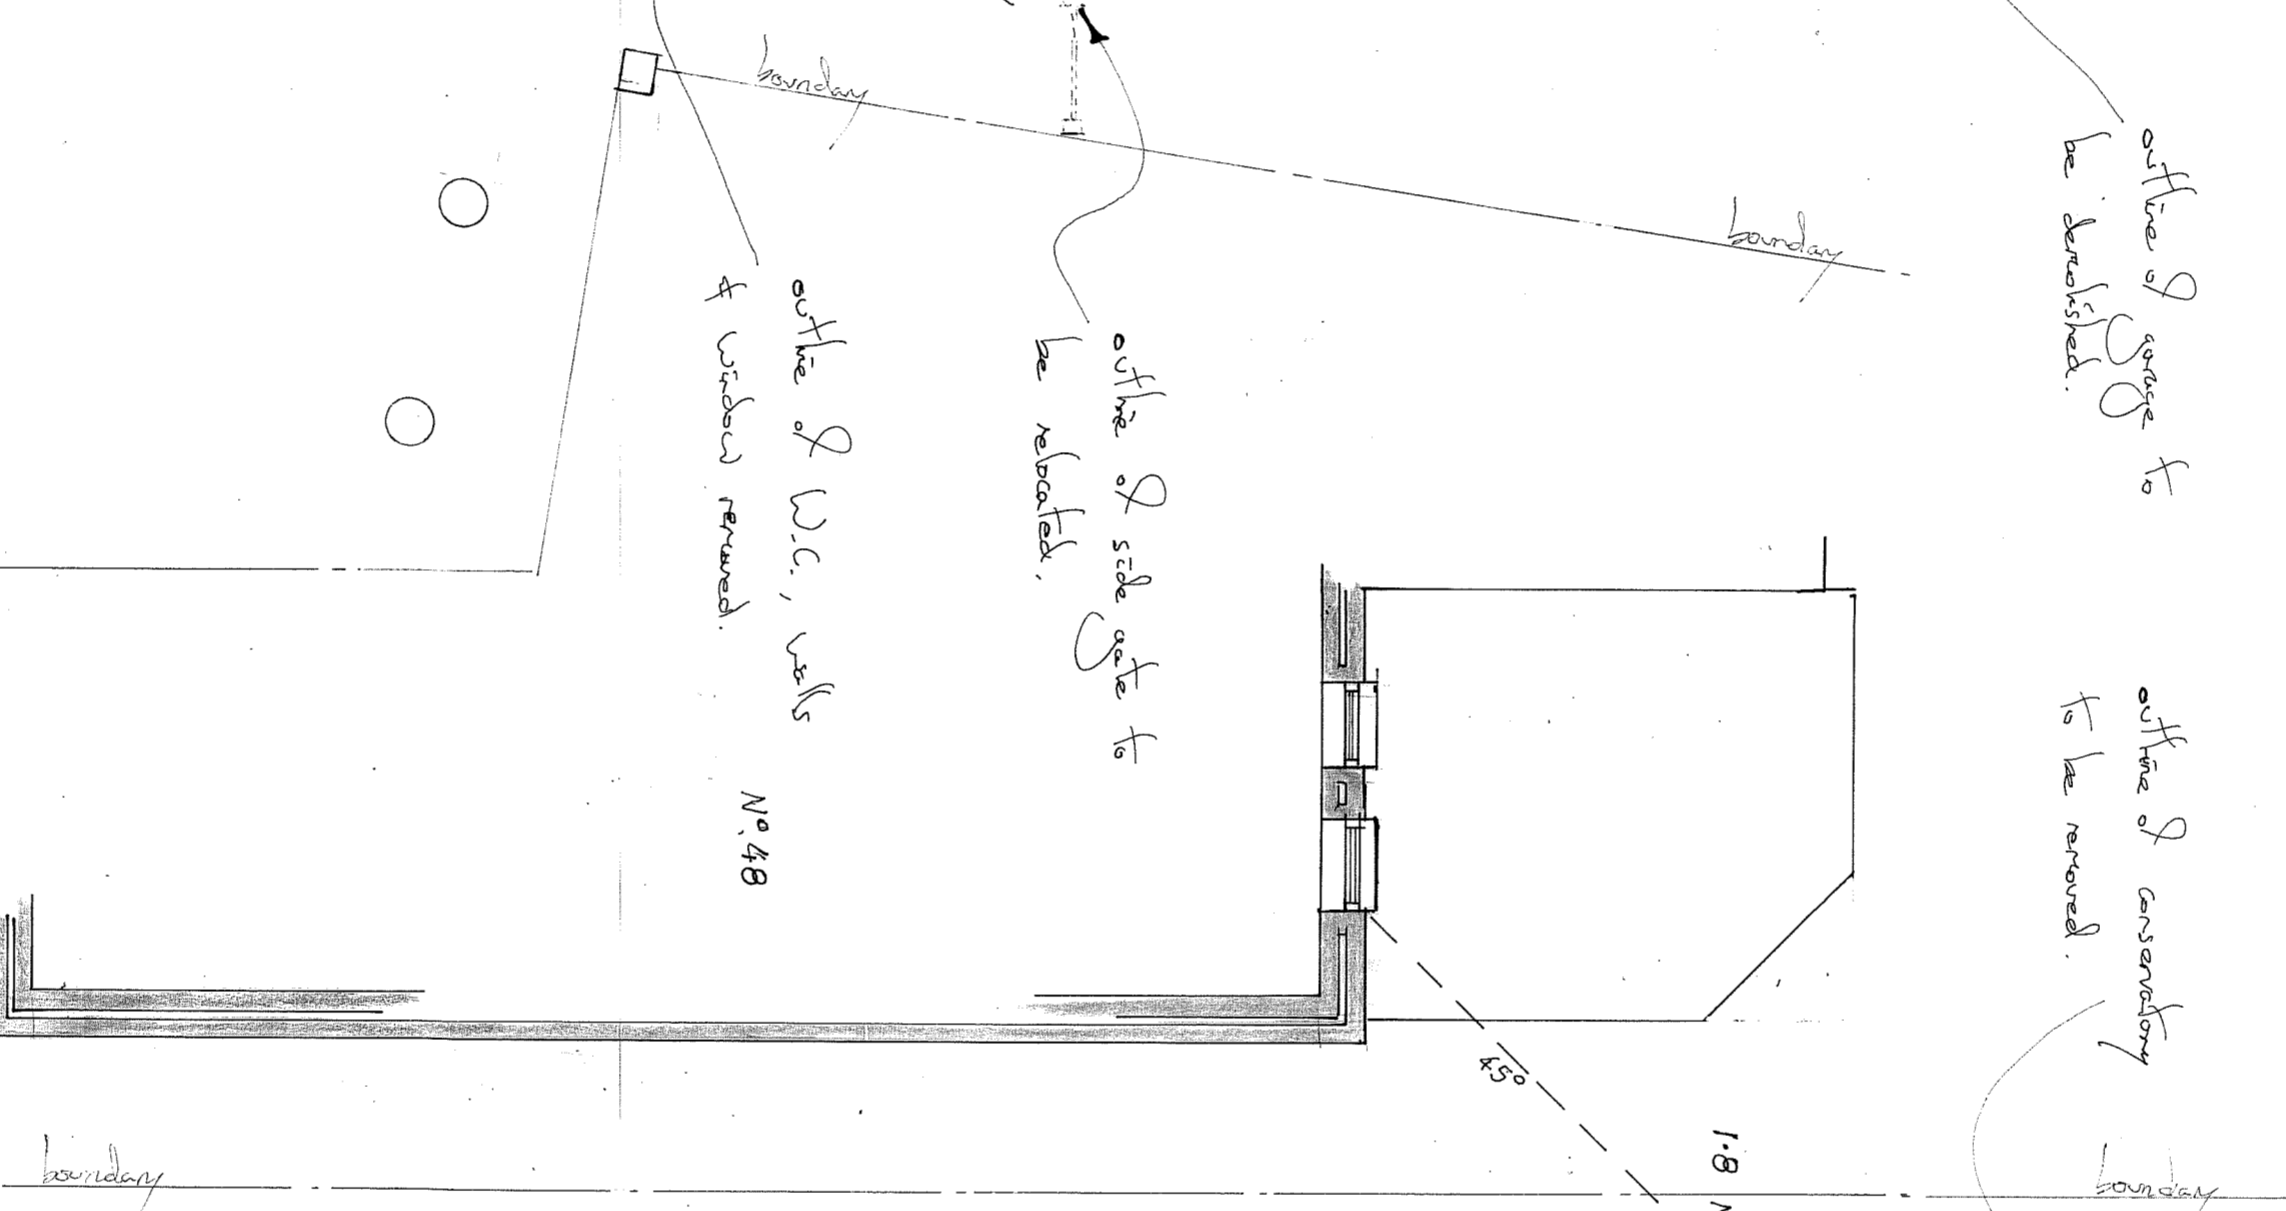 boundary
boundary
outline of garage to
be demolished.
outline of side gate to
be relocated.
outline of W.C., walls
& window removed.
outline of conservatory
to be removed.
Nº.48
45°
1.8
boundary
boundary